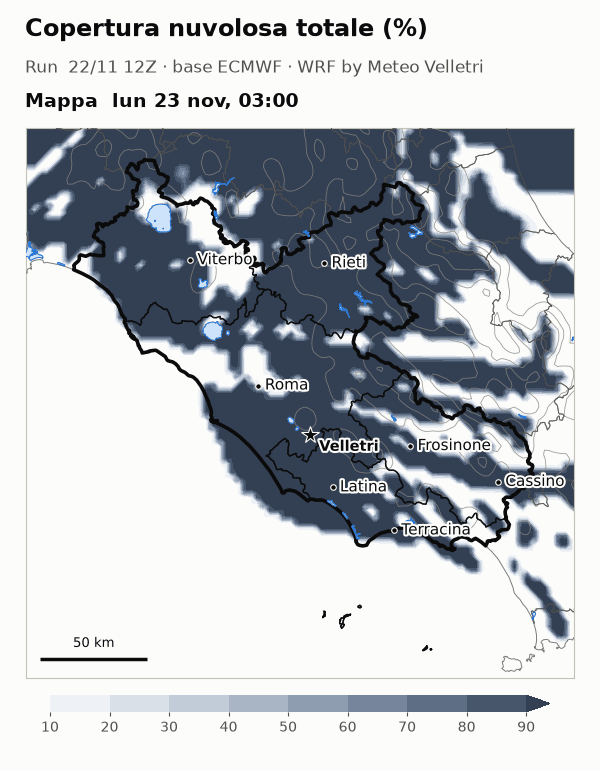 Copertura nuvolosa totale (%)
Run  22/11 12Z · base ECMWF · WRF by Meteo Velletri
Mappa  lun 23 nov, 03:00
Viterbo
Rieti
Roma
Velletri
Frosinone
Latina
Cassino
Terracina
50 km
10 20 30 40 50 60 70 80 90